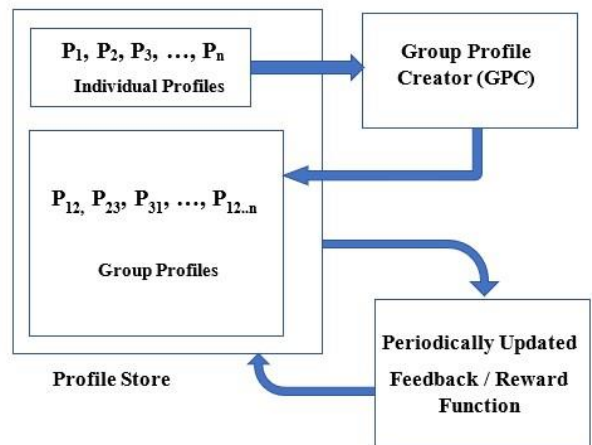 P₁, P₂, P₃, …, Pₙ
Individual Profiles
Group Profile
Creator (GPC)
P₁₂, P₂₃, P₃₁, …, P₁₂..ₙ
Group Profiles
Periodically Updated
Feedback / Reward
Function
Profile Store